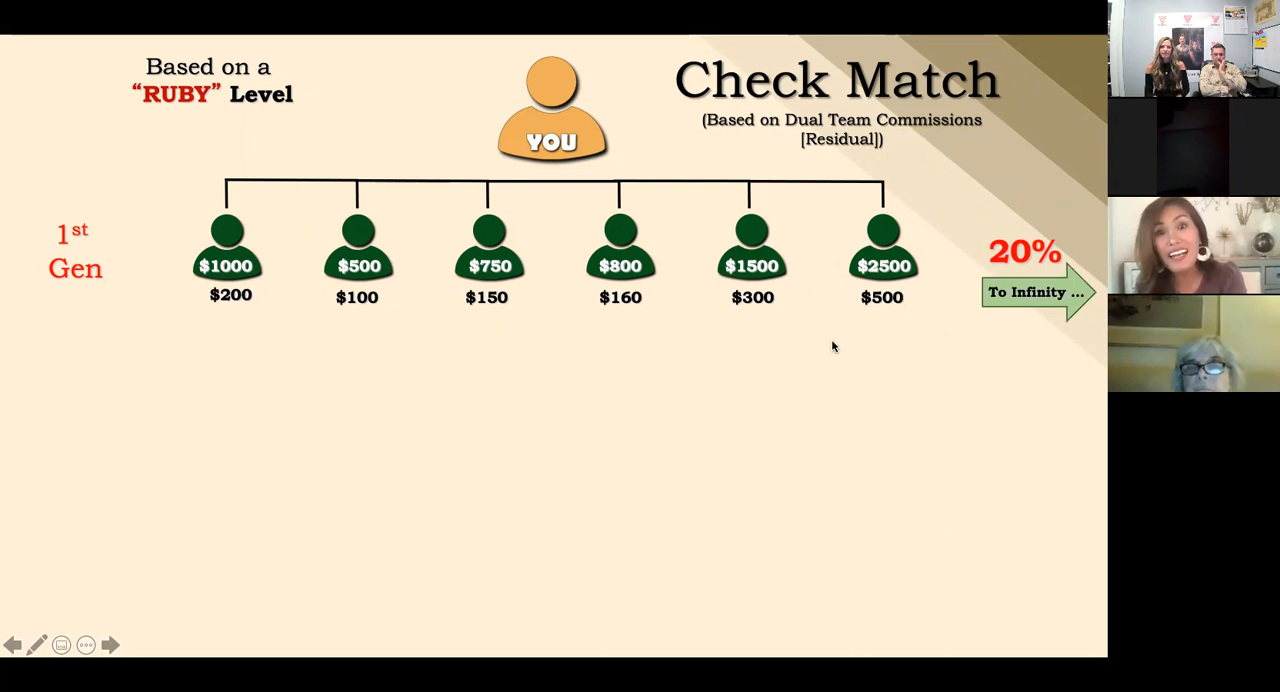 Based on a
“RUBY” Level
YOU
Check Match
(Based on Dual Team Commissions
[Residual])
1st
Gen
$1000
$500
$750
$800
$1500
$2500
$200
$100
$150
$160
$300
$500
20%
To Infinity ...